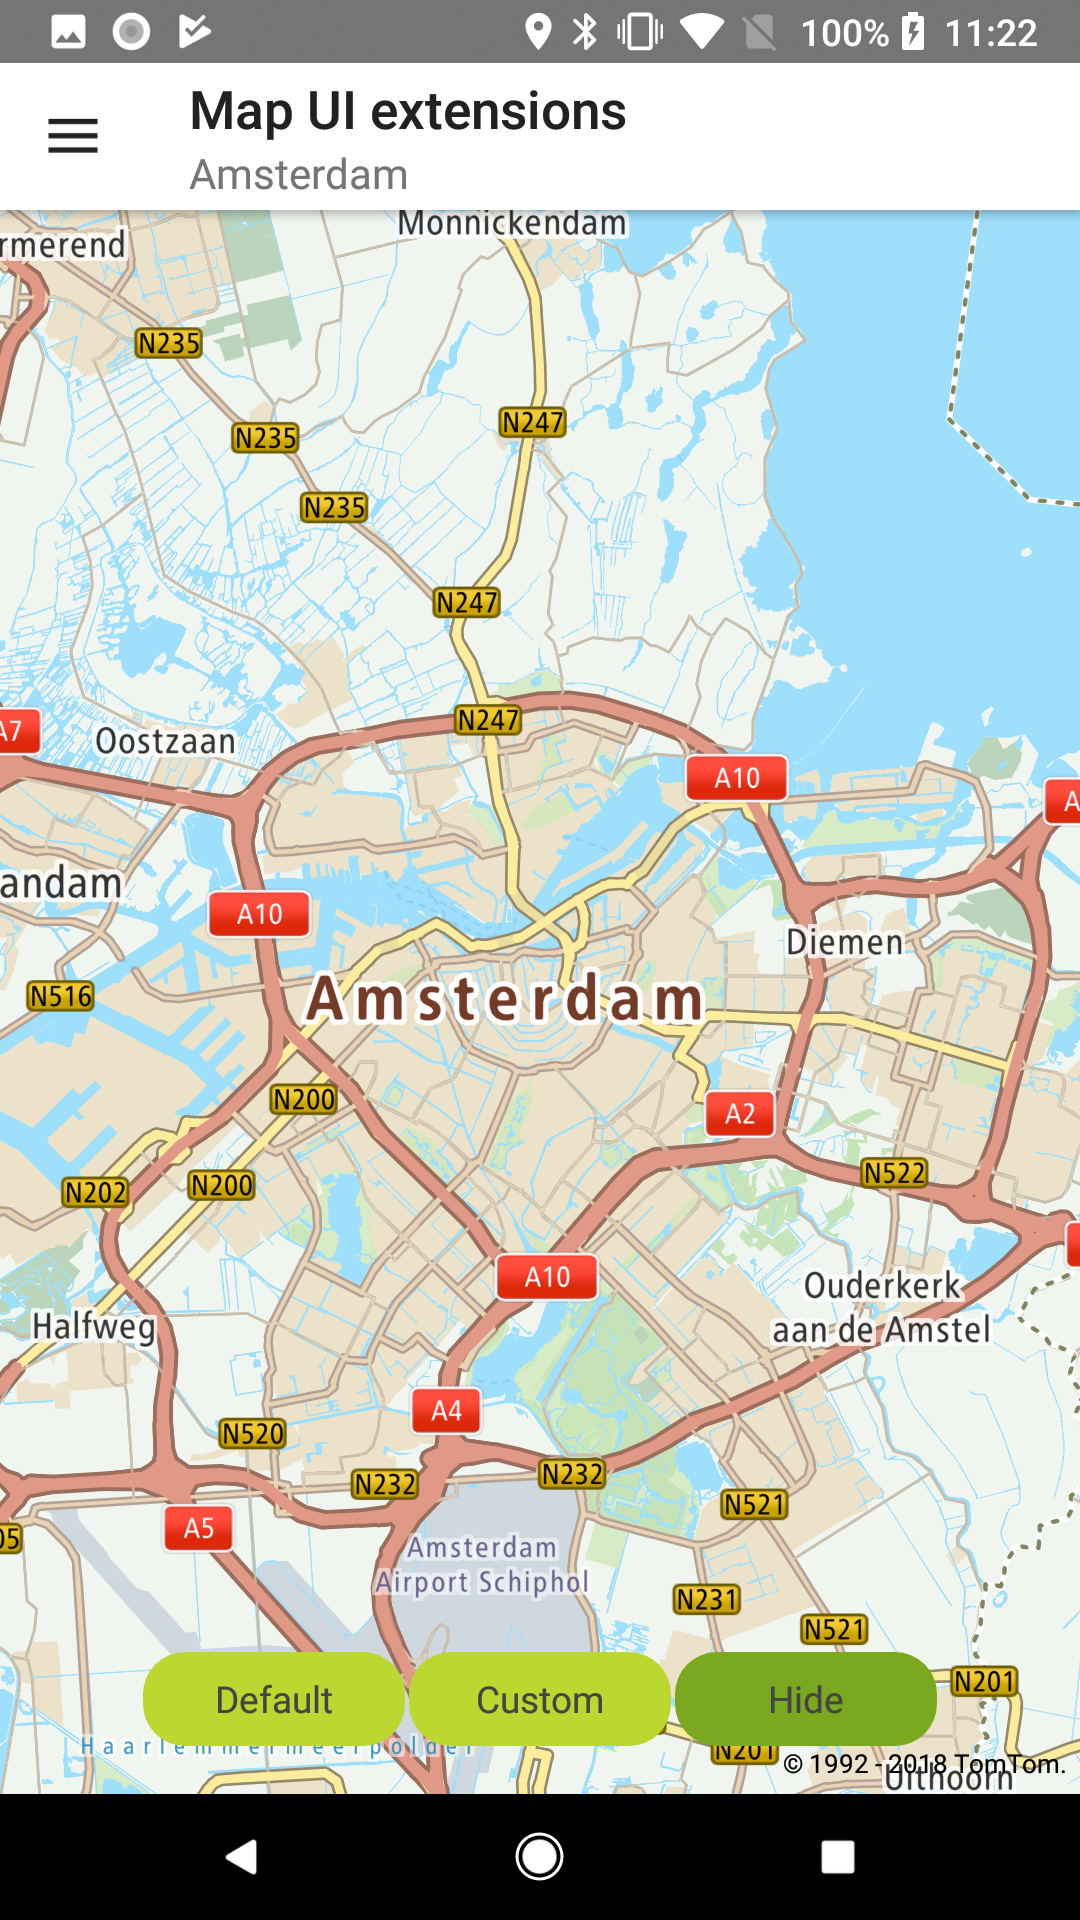 100% 11:22
Map UI extensions
Amsterdam
Monnickendam
rmerend
N235
N247
N235
N235
N247
N247
A7
Oostzaan
A10
A
andam
A10
Diemen
N516
Amsterdam
N200
A2
N522
N202
N200
A10
Ouderkerk
aan de Amstel
Halfweg
A4
N520
N232
N232
N521
A5
05
Amsterdam
Airport Schiphol
N231
N521
N201
Default
Custom
Hide
Haarlemmermeerpolder
N201
© 1992 - 2018 TomTom.
Uithoorn